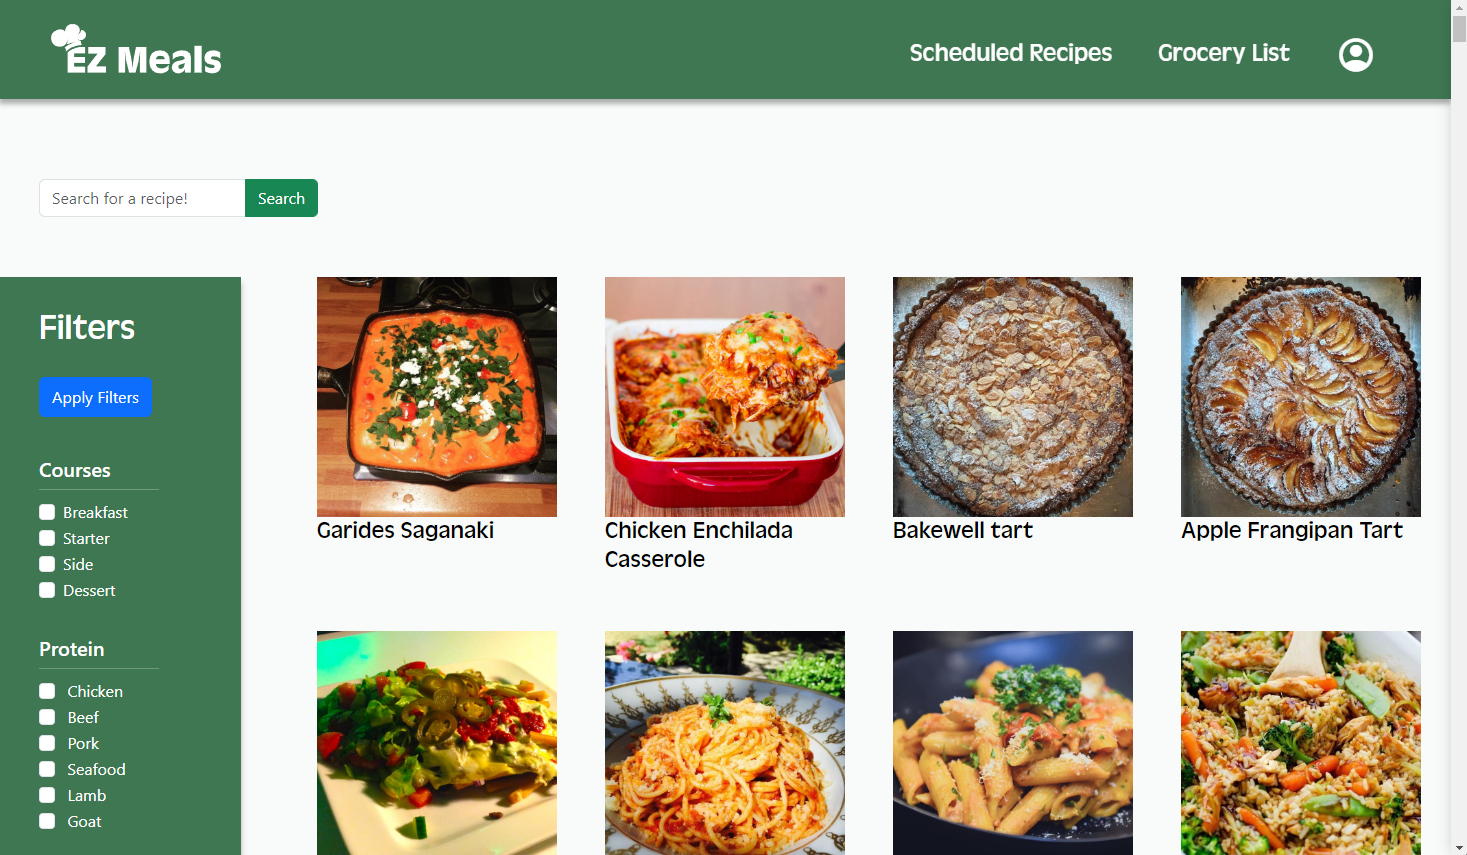 EZ Meals
Scheduled Recipes
Grocery List
Search for a recipe!
Search
Filters
Apply Filters
Courses
Breakfast
Starter
Side
Dessert
Protein
Chicken
Beef
Pork
Seafood
Lamb
Goat
Garides Saganaki
Chicken Enchilada
Casserole
Bakewell tart
Apple Frangipan Tart